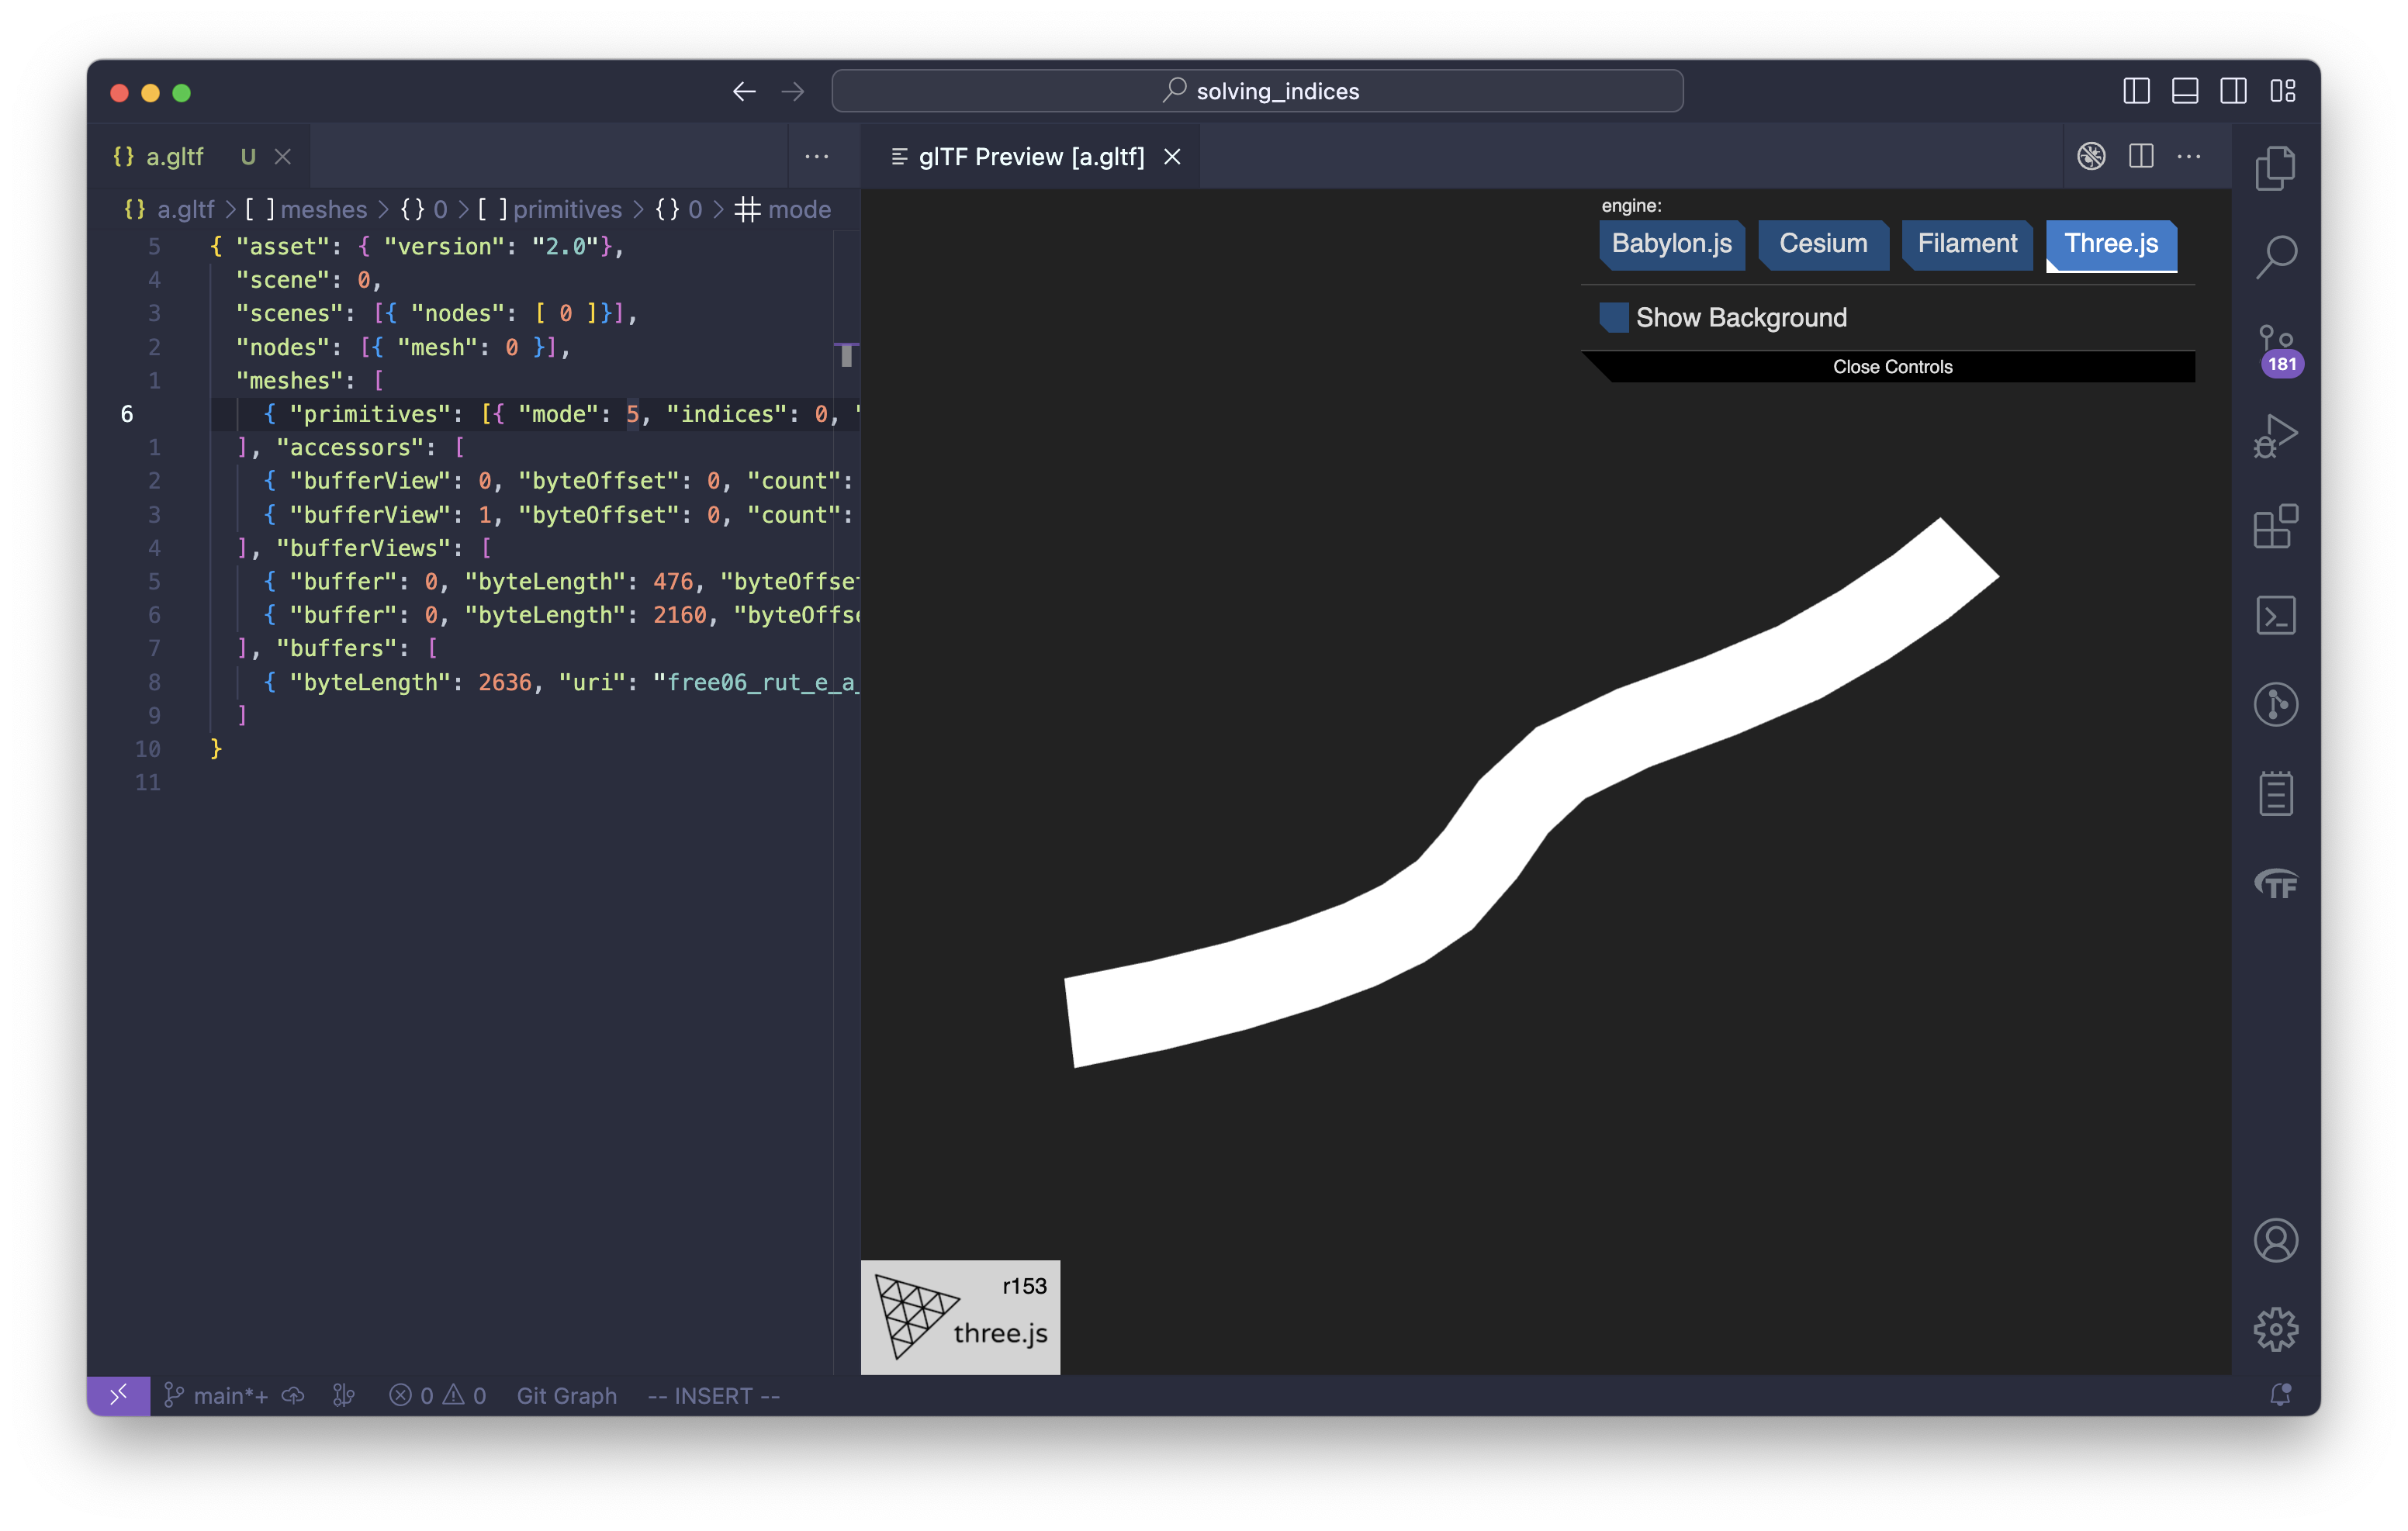 solving_indices
{} a.gltf U
glTF Preview [a.gltf]
{} a.gltf > [ ] meshes > {} 0 > [ ] primitives > {} 0 > # mode
5 { "asset": { "version": "2.0"},
4 "scene": 0,
3 "scenes": [{ "nodes": [ 0 ]}],
2 "nodes": [{ "mesh": 0 }],
1 "meshes": [
6 { "primitives": [{ "mode": 5, "indices": 0, "
1 ], "accessors": [
2 { "bufferView": 0, "byteOffset": 0, "count":
3 { "bufferView": 1, "byteOffset": 0, "count":
4 ], "bufferViews": [
5 { "buffer": 0, "byteLength": 476, "byteOffset
6 { "buffer": 0, "byteLength": 2160, "byteOffs
7 ], "buffers": [
8 { "byteLength": 2636, "uri": "free06_rut_e_a_
9 ]
10 }
11
engine:
Babylon.js Cesium Filament Three.js
Show Background
Close Controls
181
TF
r153
three.js
main*+ 0 0 Git Graph -- INSERT --